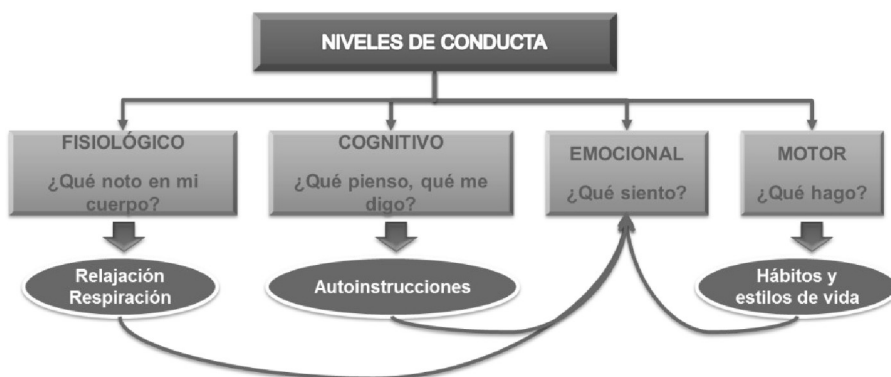 NIVELES DE CONDUCTA
FISIOLÓGICO
¿Qué noto en mi
cuerpo?
COGNITIVO
¿Qué pienso, qué me
digo?
EMOCIONAL
¿Qué siento?
MOTOR
¿Qué hago?
Relajación
Respiración
Autoinstrucciones
Hábitos y
estilos de vida